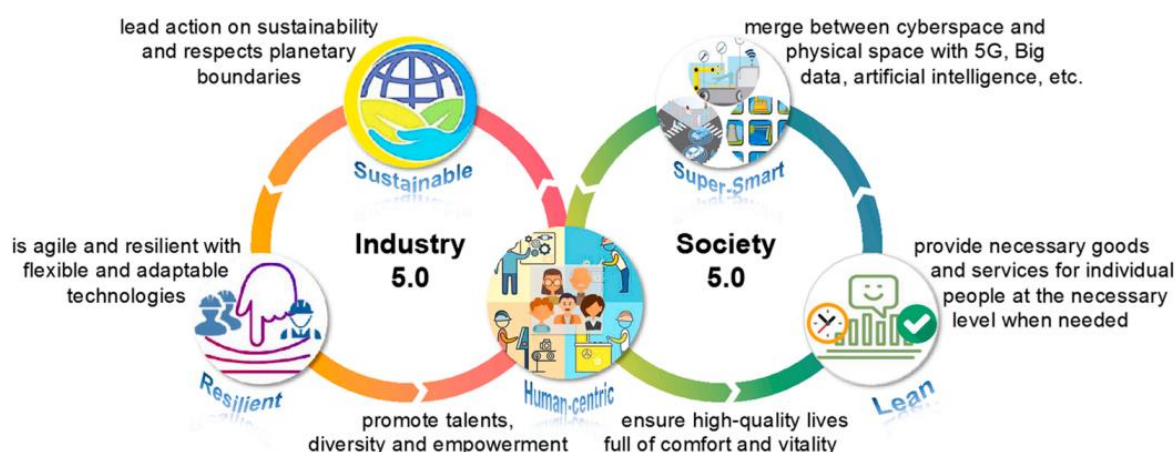 lead action on sustainability
and respects planetary
boundaries
Sustainable
merge between cyberspace and
physical space with 5G, Big
data, artificial intelligence, etc.
Super-Smart
is agile and resilient with
flexible and adaptable
technologies
Resilient
Industry
5.0
Society
5.0
provide necessary goods
and services for individual
people at the necessary
level when needed
Lean
Human-centric
promote talents,
diversity and empowerment
ensure high-quality lives
full of comfort and vitality